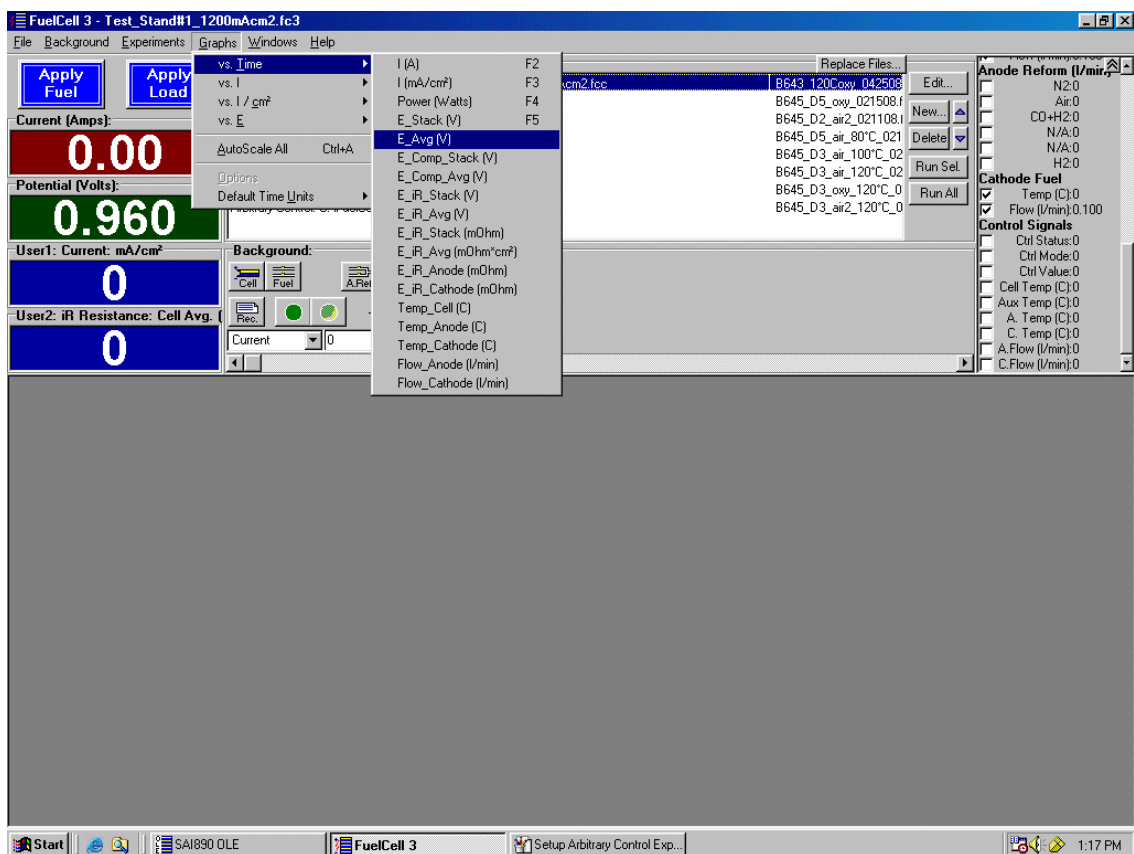 FuelCell 3 - Test_Stand#1_1200mAcm2.fc3
File Background Experiments Graphs Windows Help
Apply Fuel
Apply Load
Current (Amps):
0.00
Potential (Volts):
0.960
User1: Current: mA/cm²
0
User2: iR Resistance: Cell Avg. (
0
vs. Time
vs. I
vs. I / cm²
vs. E
AutoScale All Ctrl+A
Options
Default Time Units
I (A) F2
I (mA/cm²) F3
Power (Watts) F4
E_Stack (V) F5
E_Avg (V)
E_Comp_Stack (V)
E_Comp_Avg (V)
E_iR_Stack (V)
E_iR_Avg (V)
E_iR_Stack (mOhm)
E_iR_Avg (mOhm*cm²)
E_iR_Anode (mOhm)
E_iR_Cathode (mOhm)
Temp_Cell (C)
Temp_Anode (C)
Temp_Cathode (C)
Flow_Anode (l/min)
Flow_Cathode (l/min)
Background:
Cell
Fuel
A.Re
Rec.
Current
0
Replace Files...
cm2.fcc
B643_120Coxy_042508
B645_D5_oxy_021508.f
B645_D2_air2_021108.
B645_D5_air_80°C_021
B645_D3_air_100°C_02
B645_D3_air_120°C_02
B645_D3_oxy_120°C_0
B645_D3_air2_120°C_0
Edit...
New...
Delete
Run Sel.
Run All
Anode Reform (l/min)
N2:0
Air:0
CO+H2:0
N/A:0
N/A:0
H2:0
Cathode Fuel
Temp (C):0
Flow (l/min):0.100
Control Signals
Ctrl Status:0
Ctrl Mode:0
Ctrl Value:0
Cell Temp (C):0
Aux Temp (C):0
A. Temp (C):0
C. Temp (C):0
A.Flow (l/min):0
C.Flow (l/min):0
Start
SAI890 OLE
FuelCell 3
Setup Arbitrary Control Exp...
1:17 PM